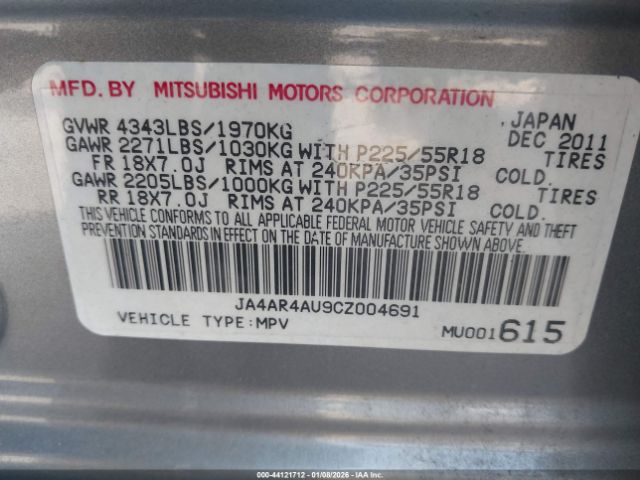 MFD. BY MITSUBISHI MOTORS CORPORATION
GVWR 4343LBS/1970KG JAPAN DEC 2011
GAWR 2271LBS/1030KG WITH P225/55R18 TIRES
FR 18X7.0J RIMS AT 240KPA/35PSI COLD.
GAWR 2205LBS/1000KG WITH P225/55R18 TIRES
RR 18X7.0J RIMS AT 240KPA/35PSI COLD.
THIS VEHICLE CONFORMS TO ALL APPLICABLE FEDERAL MOTOR VEHICLE SAFETY AND THEFT
PREVENTION STANDARDS IN EFFECT ON THE DATE OF MANUFACTURE SHOWN ABOVE.
JA4AR4AU9CZ004691
VEHICLE TYPE:MPV MU001615
000-44121712 - 01/08/2026 - IAAI.COM